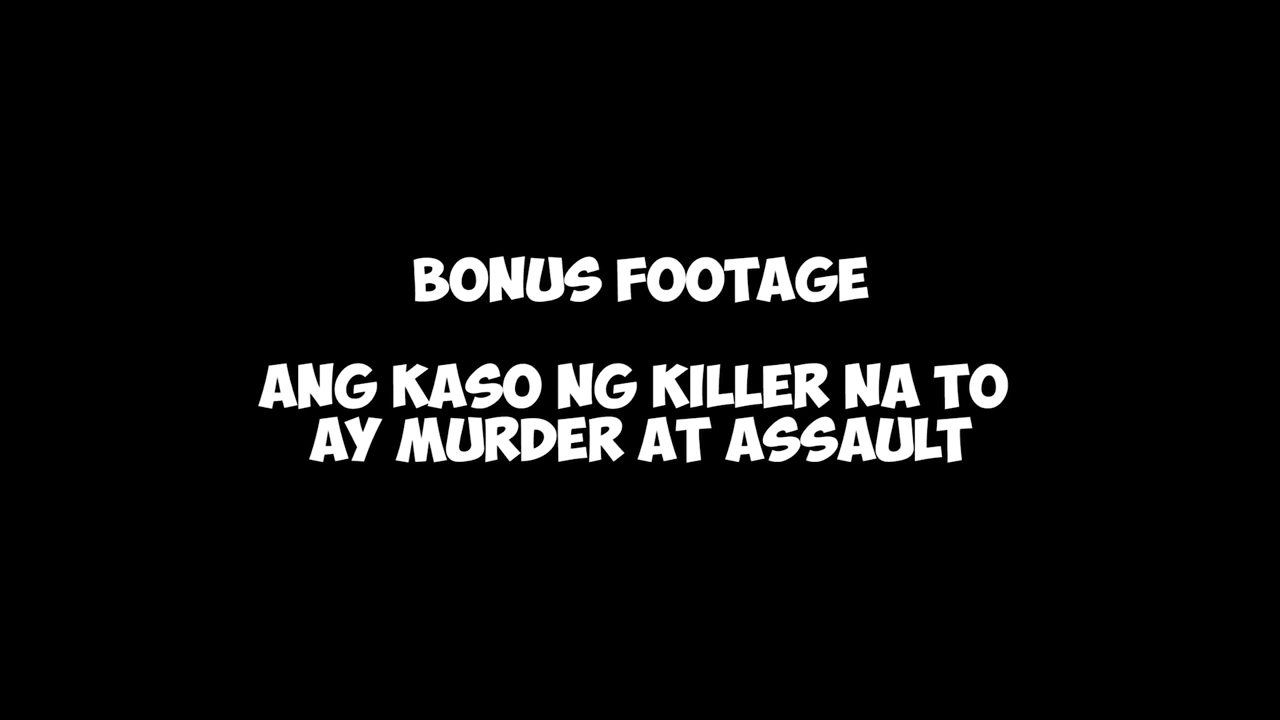 BONUS FOOTAGE
ANG KASO NG KILLER NA TO
AY MURDER AT ASSAULT